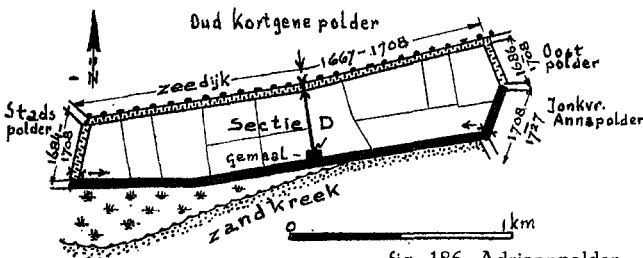 Oud Kortgene polder
zeedijk
1667-1708
Oost
polder
1686
1708
Stads
polder
1684
1708
Jonkvr.
Annapolder
1708
1727
Sectie D
gemaal
zandkreek
0
1 km
fig. 186 Adriaanpolder